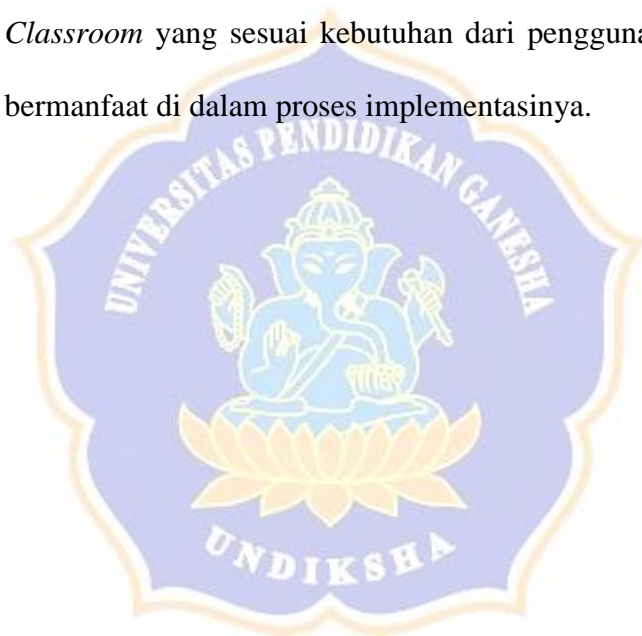 Classroom yang sesuai kebutuhan dari pengguna
bermanfaat di dalam proses implementasinya.
UNIVERSITAS PENDIDIKAN GANESHA
UNDIKSHA